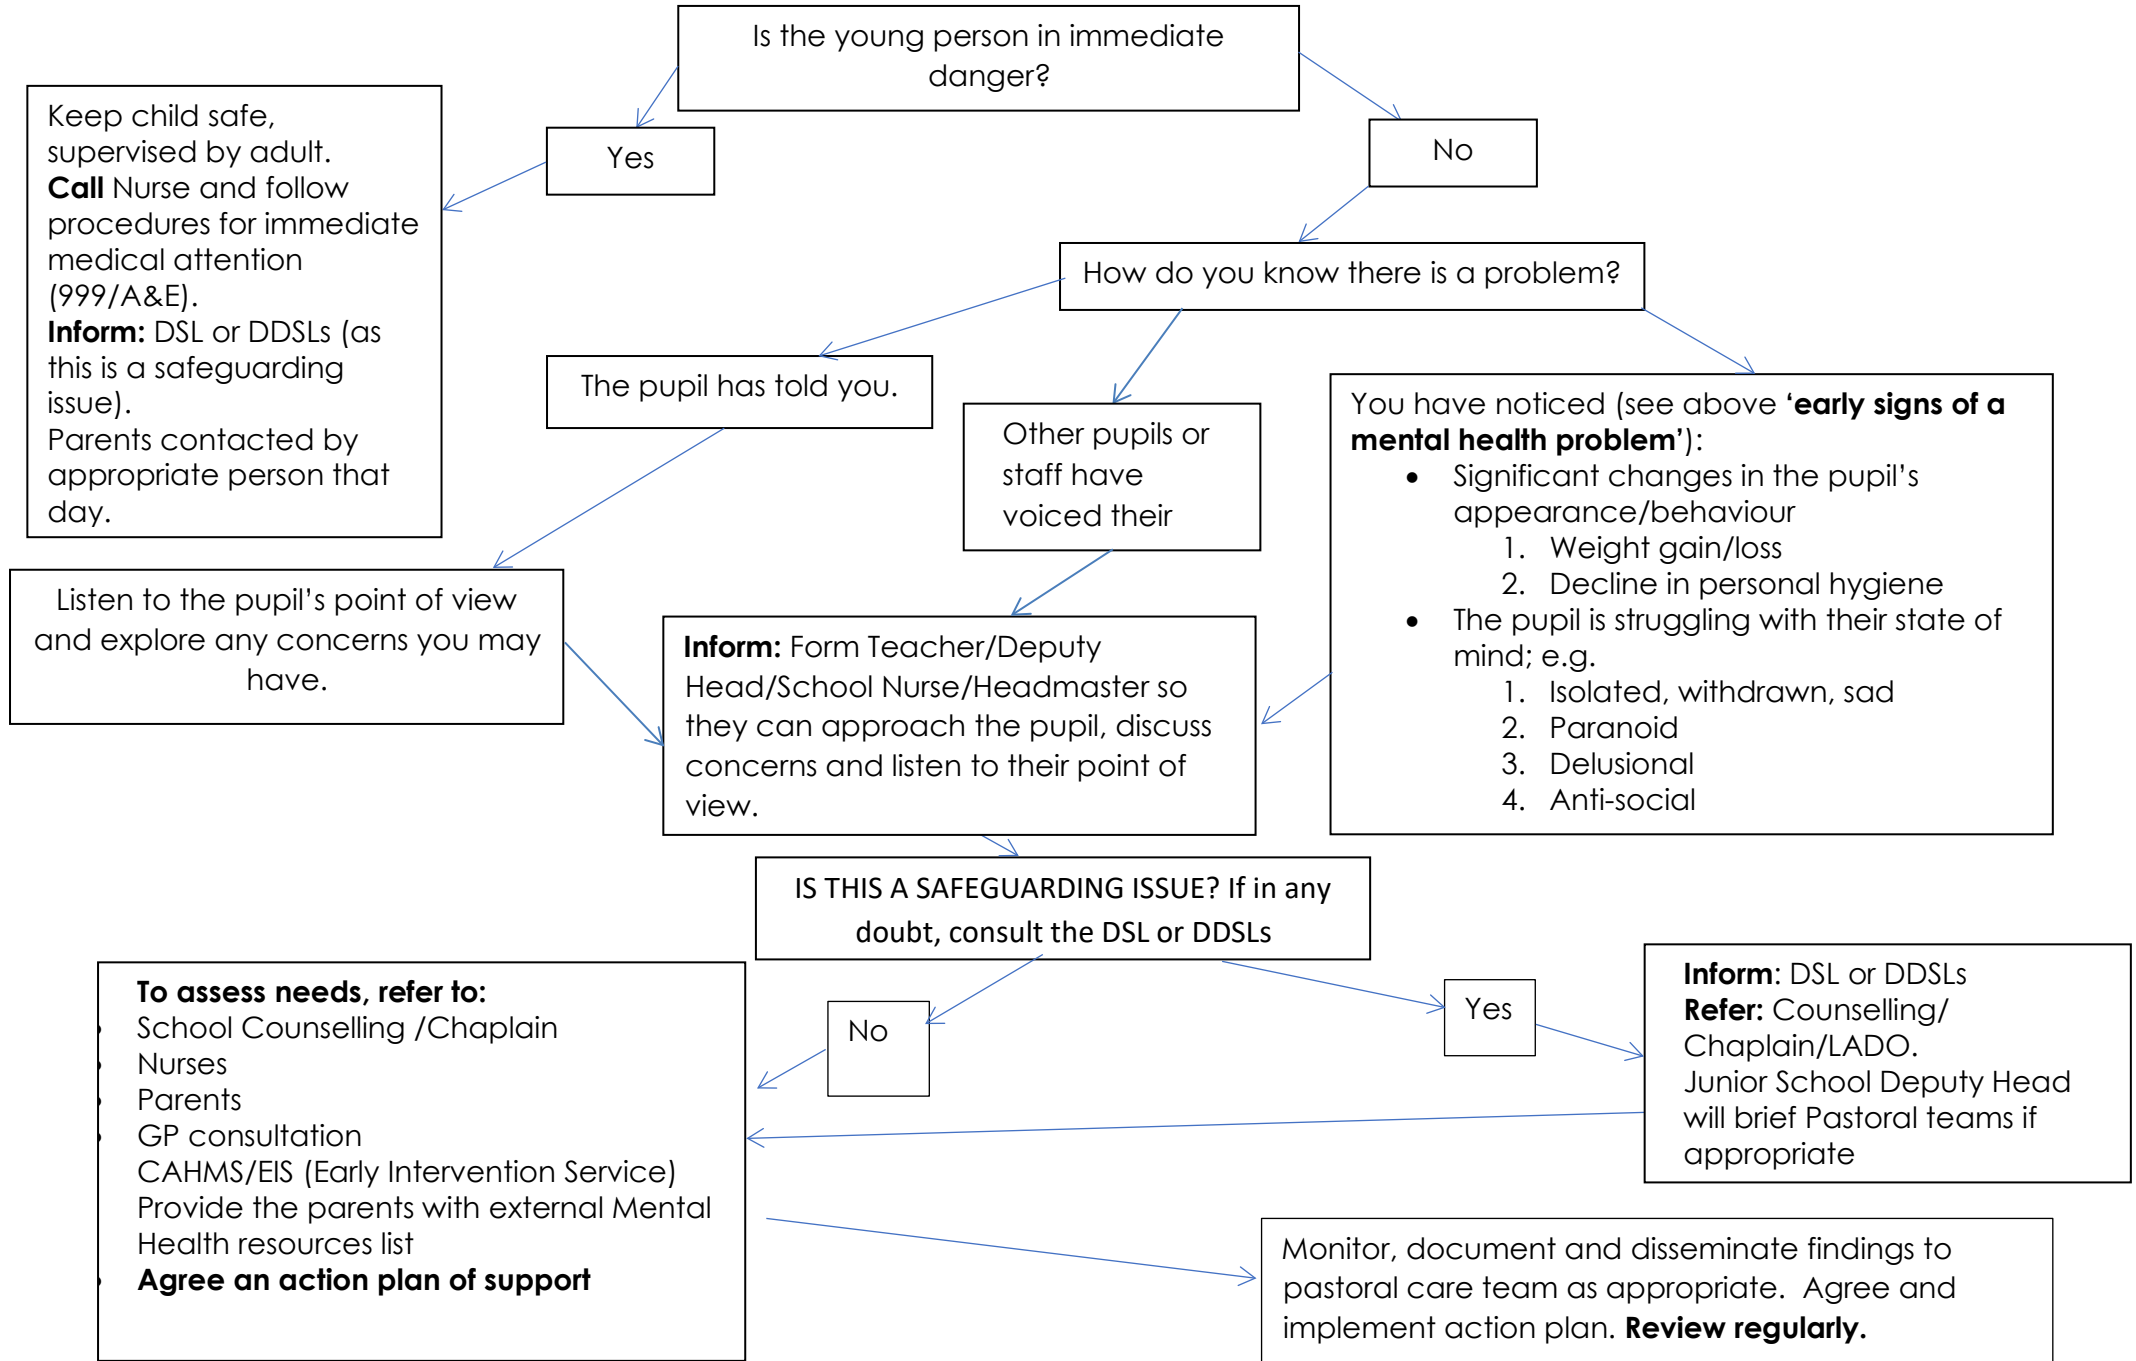 Is the young person in immediate
danger?
Keep child safe,
supervised by adult.
Call Nurse and follow
procedures for immediate
medical attention
(999/A&E).
Inform: DSL or DDSLs (as
this is a safeguarding
issue).
Parents contacted by
appropriate person that
day.
Yes
No
How do you know there is a problem?
The pupil has told you.
Other pupils or
staff have
voiced their
You have noticed (see above ‘early signs of a
mental health problem’):
• Significant changes in the pupil’s
appearance/behaviour
1. Weight gain/loss
2. Decline in personal hygiene
• The pupil is struggling with their state of
mind; e.g.
1. Isolated, withdrawn, sad
2. Paranoid
3. Delusional
4. Anti-social
Listen to the pupil’s point of view
and explore any concerns you may
have.
Inform: Form Teacher/Deputy
Head/School Nurse/Headmaster so
they can approach the pupil, discuss
concerns and listen to their point of
view.
IS THIS A SAFEGUARDING ISSUE? If in any
doubt, consult the DSL or DDSLs
No
Yes
Inform: DSL or DDSLs
Refer: Counselling/
Chaplain/LADO.
Junior School Deputy Head
will brief Pastoral teams if
appropriate
To assess needs, refer to:
• School Counselling /Chaplain
• Nurses
• Parents
• GP consultation
CAHMS/EIS (Early Intervention Service)
Provide the parents with external Mental
Health resources list
• Agree an action plan of support
Monitor, document and disseminate findings to
pastoral care team as appropriate.  Agree and
implement action plan. Review regularly.